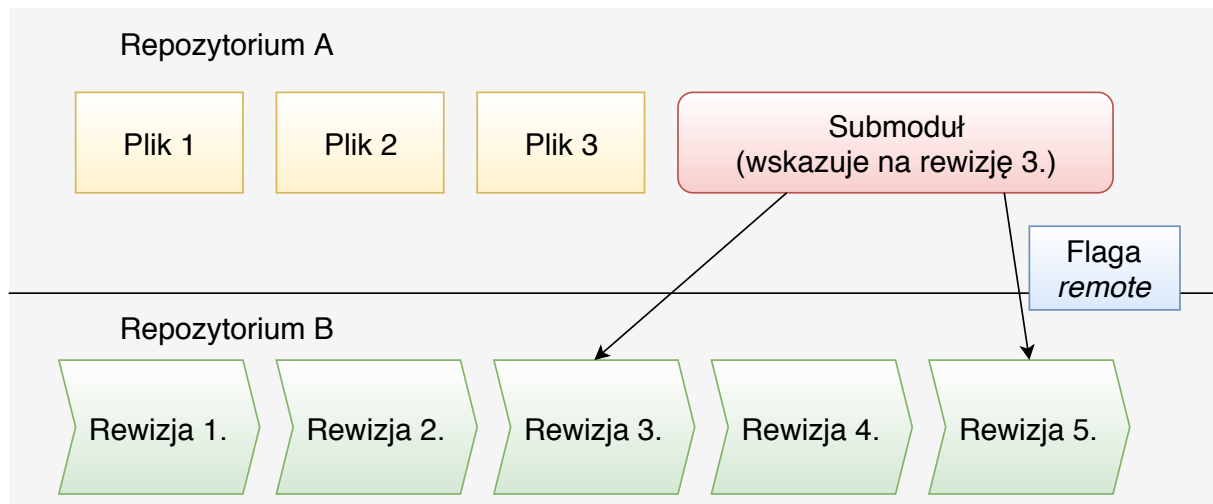 Repozytorium A
Plik 1
Plik 2
Plik 3
Submoduł
(wskazuje na rewizję 3.)
Flaga
remote
Repozytorium B
Rewizja 1.
Rewizja 2.
Rewizja 3.
Rewizja 4.
Rewizja 5.